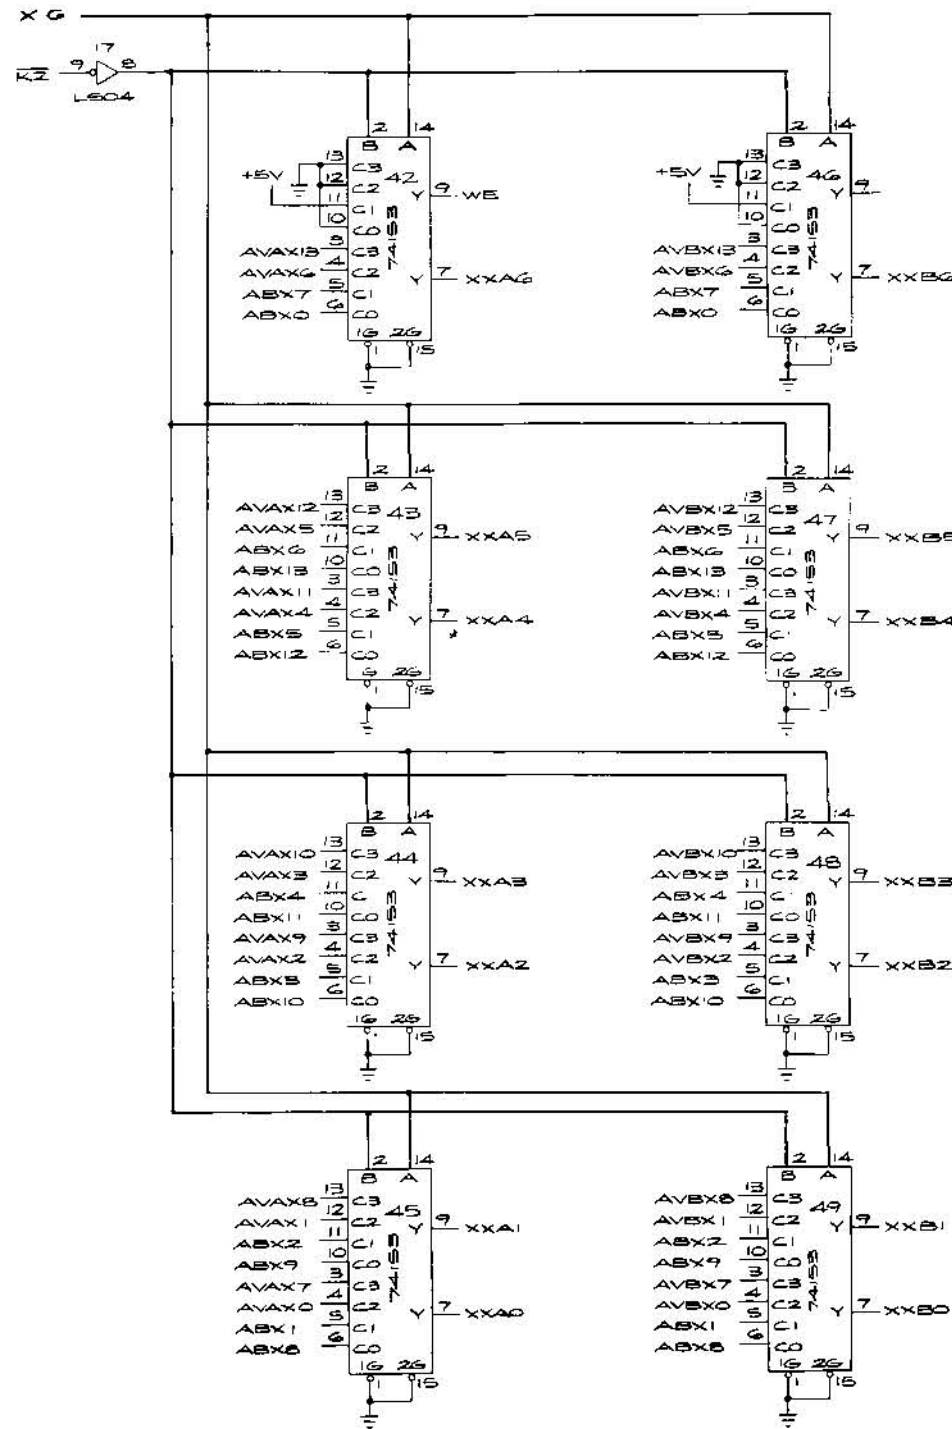 XG
K2 9 17 8
LS04
2 14
B A
13 C3 42
+5V 12 C2 Y 9 WE
11 C1
10 C0 74153
AVAX13 3 C3
AVAX6 4 C2 Y 7 XXA6
ABX7 5 C1
ABX0 6 C0
1G 2G
1 15
2 14
B A
13 C3 46
+5V 12 C2 Y 9
11 C1
10 C0 74153
AVBX13 3 C3
AVBX6 4 C2 Y 7 XXB6
ABX7 5 C1
ABX0 6 C0
1G 2G
1 15
2 14
B A
AVAX12 13 C3 43
AVAX5 12 C2 Y 9 XXA5
ABX6 11 C1
ABX13 10 C0 74153
AVAX11 3 C3
AVAX4 4 C2 Y 7 XXA4
ABX5 5 C1 *
ABX12 6 C0
G 2G
1 15
2 14
B A
AVBX12 13 C3 47
AVBX5 12 C2 Y 9 XXB5
ABX6 11 C1
ABX13 10 C0 74153
AVBX11 3 C3
AVBX4 4 C2 Y 7 XXB4
ABX5 5 C1
ABX12 6 C0
1G 2G
1 15
2 14
B A
AVAX10 13 C3 44
AVAX3 12 C2 Y 9 XXA3
ABX4 11 C1
ABX11 10 C0 74153
AVAX9 3 C3
AVAX2 4 C2 Y 7 XXA2
ABX3 5 C1
ABX10 6 C0
1G 2G
1 15
2 14
B A
AVBX10 13 C3 48
AVBX3 12 C2 Y 9 XXB3
ABX4 11 C1
ABX11 10 C0 74153
AVBX9 3 C3
AVBX2 4 C2 Y 7 XXB2
ABX3 5 C1
ABX10 6 C0
1G 2G
1 15
2 14
B A
AVAX8 13 C3 45
AVAX1 12 C2 Y 9 XXA1
ABX2 11 C1
ABX9 10 C0 74153
AVAX7 3 C3
AVAX0 4 C2 Y 7 XXA0
ABX1 5 C1
ABX8 6 C0
1G 2G
1 15
2 14
B A
AVBX8 13 C3 49
AVBX1 12 C2 Y 9 XXB1
ABX2 11 C1
ABX9 10 C0 74153
AVBX7 3 C3
AVBX0 4 C2 Y 7 XXB0
ABX1 5 C1
ABX8 6 C0
1G 2G
1 15